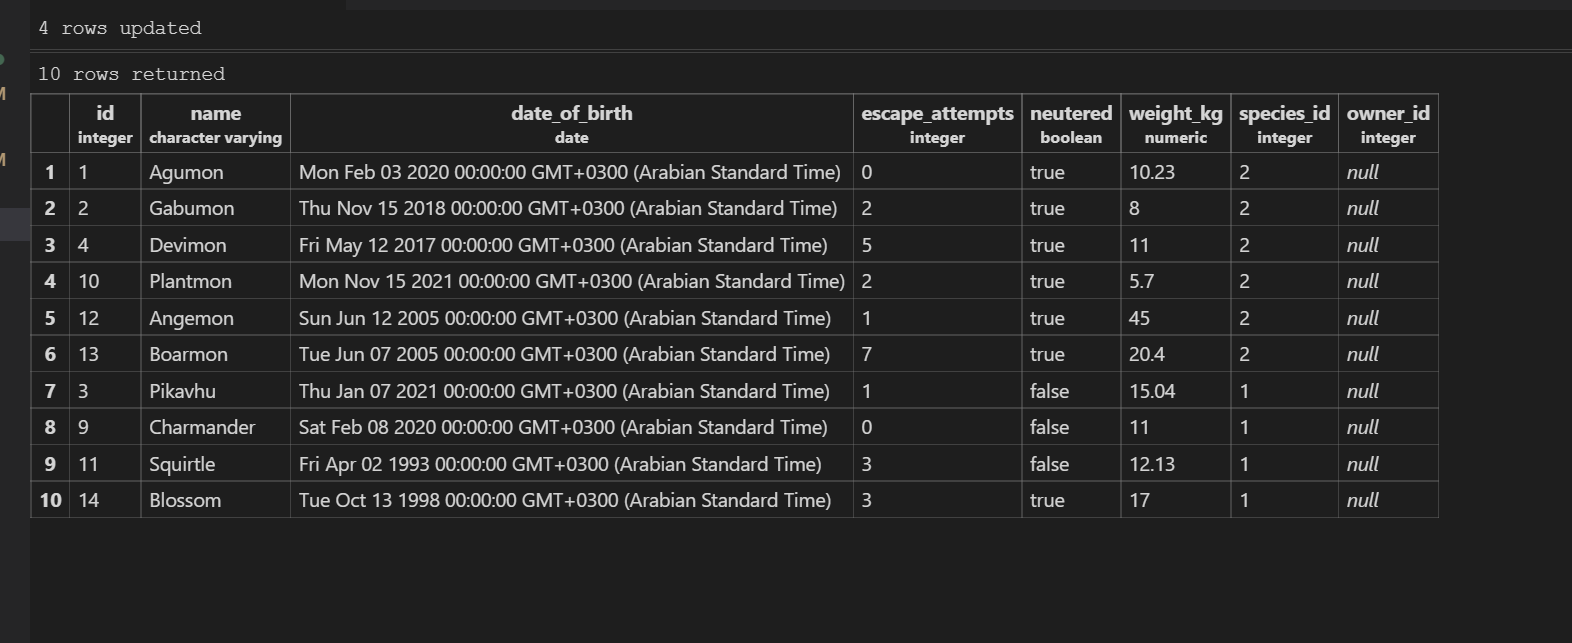 4 rows updated
10 rows returned
id name date_of_birth escape_attempts neutered weight_kg species_id owner_id
integer character varying date integer boolean numeric integer integer
1 1 Agumon Mon Feb 03 2020 00:00:00 GMT+0300 (Arabian Standard Time) 0 true 10.23 2 null
2 2 Gabumon Thu Nov 15 2018 00:00:00 GMT+0300 (Arabian Standard Time) 2 true 8 2 null
3 4 Devimon Fri May 12 2017 00:00:00 GMT+0300 (Arabian Standard Time) 5 true 11 2 null
4 10 Plantmon Mon Nov 15 2021 00:00:00 GMT+0300 (Arabian Standard Time) 2 true 5.7 2 null
5 12 Angemon Sun Jun 12 2005 00:00:00 GMT+0300 (Arabian Standard Time) 1 true 45 2 null
6 13 Boarmon Tue Jun 07 2005 00:00:00 GMT+0300 (Arabian Standard Time) 7 true 20.4 2 null
7 3 Pikavhu Thu Jan 07 2021 00:00:00 GMT+0300 (Arabian Standard Time) 1 false 15.04 1 null
8 9 Charmander Sat Feb 08 2020 00:00:00 GMT+0300 (Arabian Standard Time) 0 false 11 1 null
9 11 Squirtle Fri Apr 02 1993 00:00:00 GMT+0300 (Arabian Standard Time) 3 false 12.13 1 null
10 14 Blossom Tue Oct 13 1998 00:00:00 GMT+0300 (Arabian Standard Time) 3 true 17 1 null